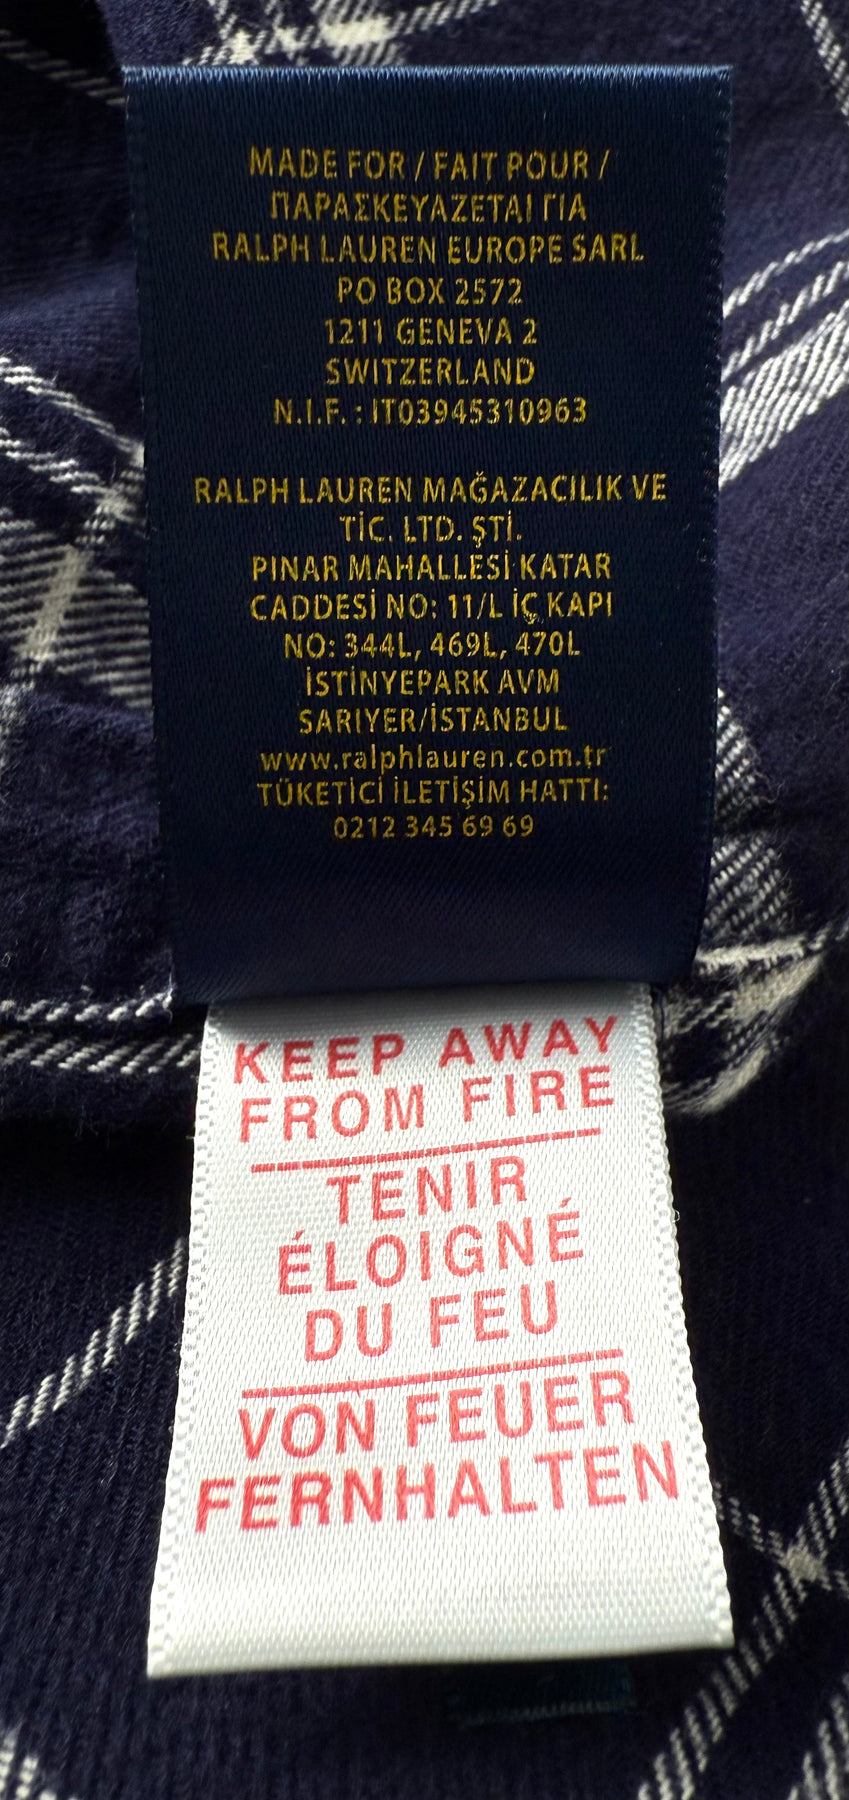 MADE FOR / FAIT POUR /
ΠΑΡΑΣΚΕΥΑΖΕΤΑΙ ΓΙΑ
RALPH LAUREN EUROPE SARL
PO BOX 2572
1211 GENEVA 2
SWITZERLAND
N.I.F. : IT03945310963
RALPH LAUREN MAĞAZACILIK VE
TİC. LTD. ŞTİ.
PINAR MAHALLESİ KATAR
CADDESİ NO: 11/L İÇ KAPI
NO: 344L, 469L, 470L
İSTİNYEPARK AVM
SARIYER/İSTANBUL
www.ralphlauren.com.tr
TÜKETİCİ İLETİŞİM HATTI:
0212 345 69 69
KEEP AWAY
FROM FIRE
TENIR
ÉLOIGNÉ
DU FEU
VON FEUER
FERNHALTEN